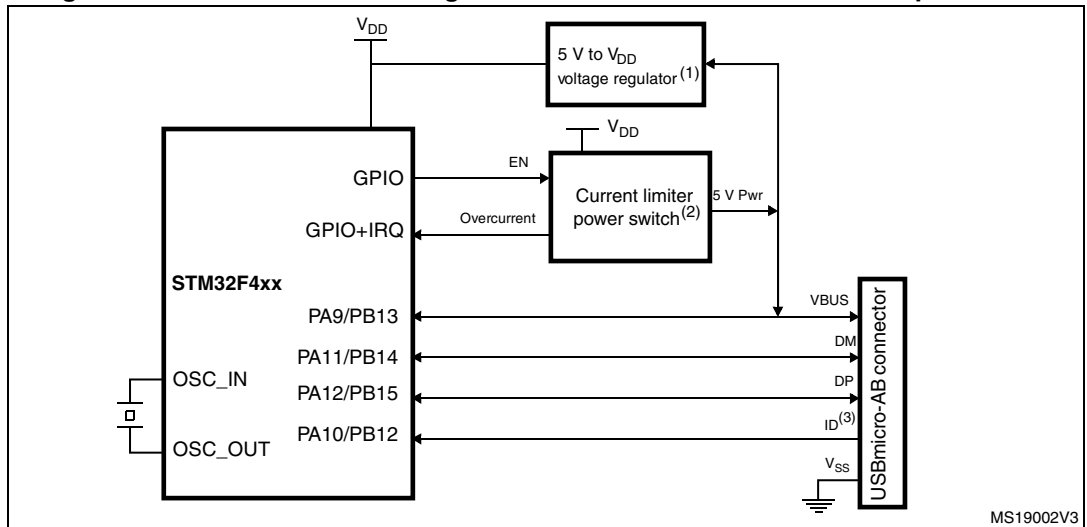 VDD
5 V to VDD
voltage regulator(1)
VDD
GPIO
EN
Current limiter
power switch(2)
5 V Pwr
GPIO+IRQ
Overcurrent
STM32F4xx
PA9/PB13
VBUS
PA11/PB14
DM
OSC_IN
PA12/PB15
DP
PA10/PB12
ID(3)
OSC_OUT
VSS
USBmicro-AB connector
MS19002V3